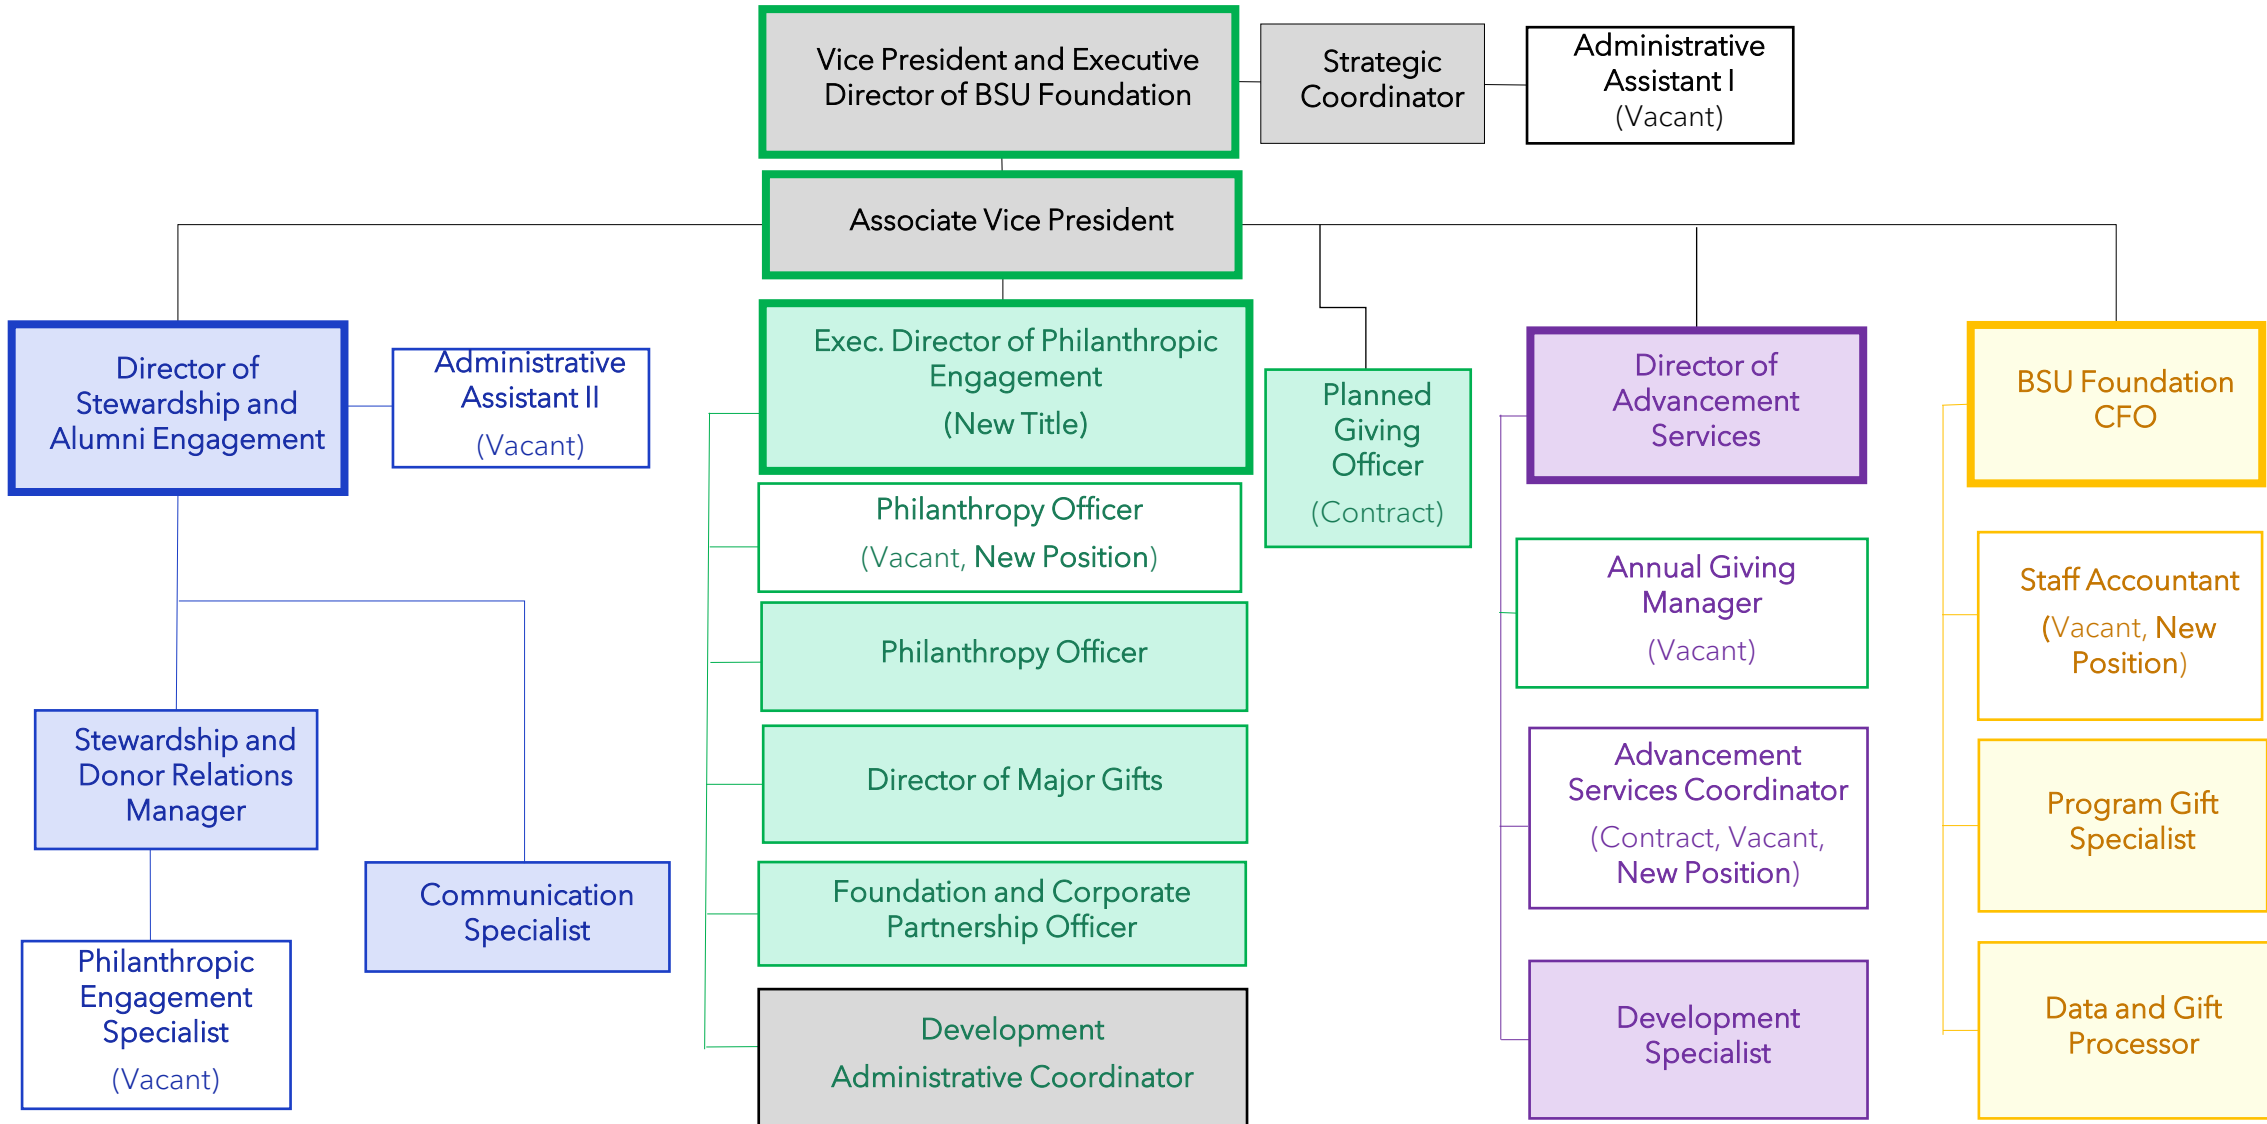 Vice President and Executive
Director of BSU Foundation
Strategic
Coordinator
Administrative
Assistant I
(Vacant)
Associate Vice President
Director of
Stewardship and
Alumni Engagement
Administrative
Assistant II
(Vacant)
Exec. Director of Philanthropic
Engagement
(New Title)
Planned
Giving
Officer
(Contract)
Director of
Advancement
Services
BSU Foundation
CFO
Philanthropy Officer
(Vacant, New Position)
Philanthropy Officer
Director of Major Gifts
Foundation and Corporate
Partnership Officer
Development
Administrative Coordinator
Annual Giving
Manager
(Vacant)
Advancement
Services Coordinator
(Contract, Vacant,
New Position)
Development
Specialist
Staff Accountant
(Vacant, New
Position)
Program Gift
Specialist
Data and Gift
Processor
Stewardship and
Donor Relations
Manager
Communication
Specialist
Philanthropic
Engagement
Specialist
(Vacant)